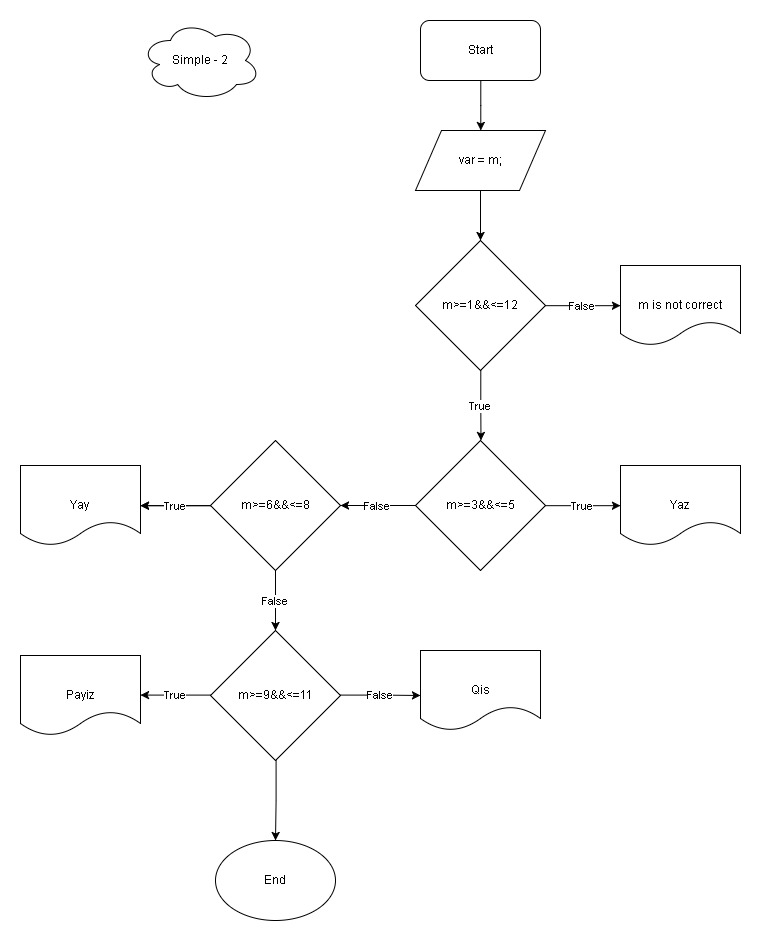 Simple - 2
Start
var = m;
m>=1&&<=12
False
m is not correct
True
Yay
True
m>=6&&<=8
False
m>=3&&<=5
True
Yaz
False
Payiz
True
m>=9&&<=11
False
Qis
End